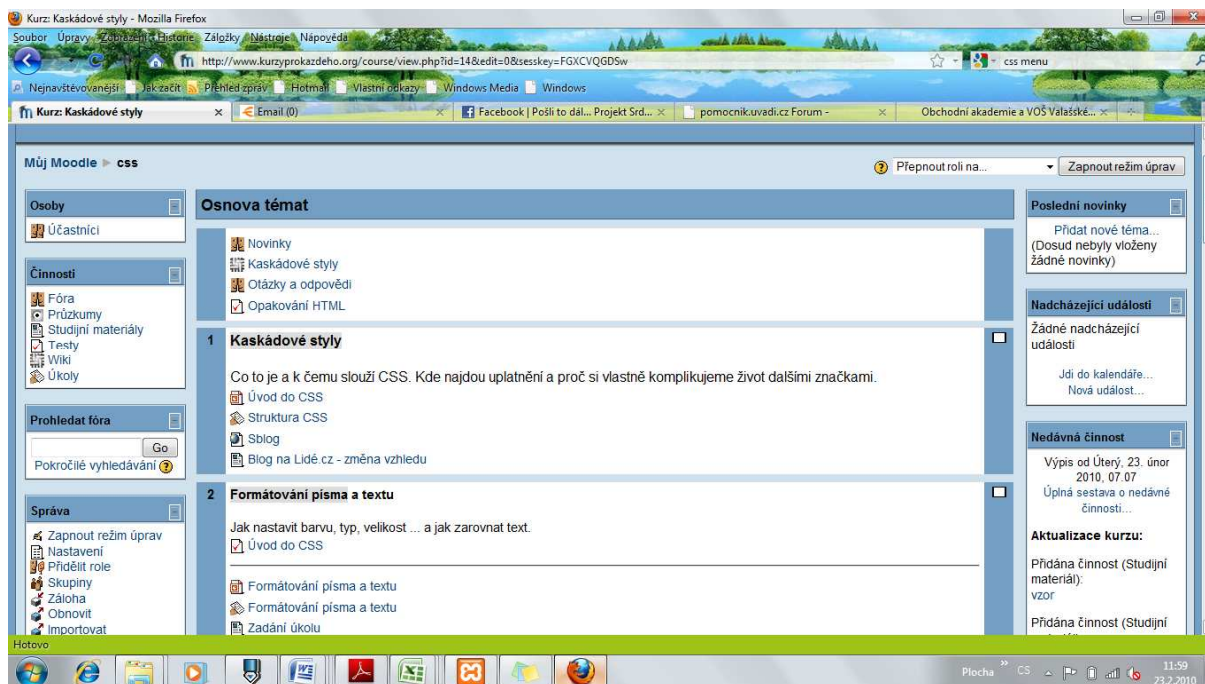 Kurz: Kaskádové styly - Mozilla Firefox
Soubor Úpravy Zobrazení Historie Záložky Nástroje Nápověda
http://www.kurzyprokazdeho.org/course/view.php?id=14&edit=0&sesskey=FGXCVQGDSw
css menu
Nejnavštěvovanější Jak začít Přehled zpráv Hotmail Vlastní odkazy Windows Media Windows
Kurz: Kaskádové styly Email (0) Facebook | Pošli to dál... Projekt Srd... pomocnik.uvadi.cz Forum - Obchodní akademie a VOŠ Valašské...
Můj Moodle ► css
Přepnout roli na... Zapnout režim úprav
Osoby
Účastníci
Činnosti
Fóra
Průzkumy
Studijní materiály
Testy
Wiki
Úkoly
Prohledat fóra
Go
Pokročilé vyhledávání
Správa
Zapnout režim úprav
Nastavení
Přidělit role
Skupiny
Záloha
Obnovit
Importovat
Osnova témat
Novinky
Kaskádové styly
Otázky a odpovědi
Opakování HTML
1 Kaskádové styly
Co to je a k čemu slouží CSS. Kde najdou uplatnění a proč si vlastně komplikujeme život dalšími značkami.
Úvod do CSS
Struktura CSS
Sblog
Blog na Lidé.cz - změna vzhledu
2 Formátování písma a textu
Jak nastavit barvu, typ, velikost ... a jak zarovnat text.
Úvod do CSS
Formátování písma a textu
Formátování písma a textu
Zadání úkolu
Poslední novinky
Přidat nové téma...
(Dosud nebyly vloženy
žádné novinky)
Nadcházející události
Žádné nadcházející
události
Jdi do kalendáře...
Nová událost...
Nedávná činnost
Výpis od Úterý, 23. únor
2010, 07.07
Úplná sestava o nedávné
činnosti...
Aktualizace kurzu:
Přidána činnost (Studijní
materiál):
vzor
Přidána činnost (Studijní
Hotovo
Plocha » CS 11:59
23.2.2010